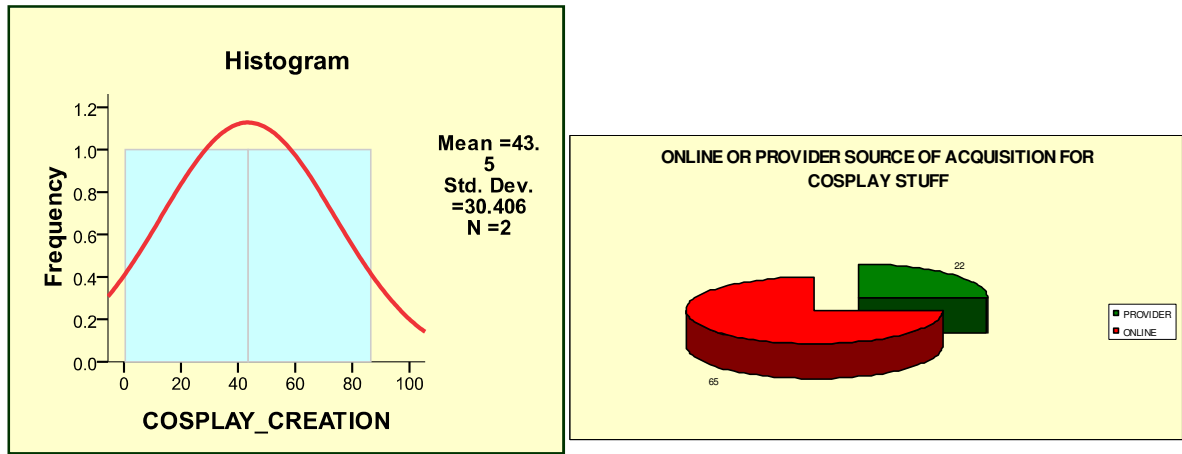 Histogram
Frequency
1.2
1.0
0.8
0.6
0.4
0.2
0.0
0 20 40 60 80 100
COSPLAY_CREATION
Mean =43.
5
Std. Dev.
=30.406
N =2
ONLINE OR PROVIDER SOURCE OF ACQUISITION FOR
COSPLAY STUFF
22
65
PROVIDER
ONLINE